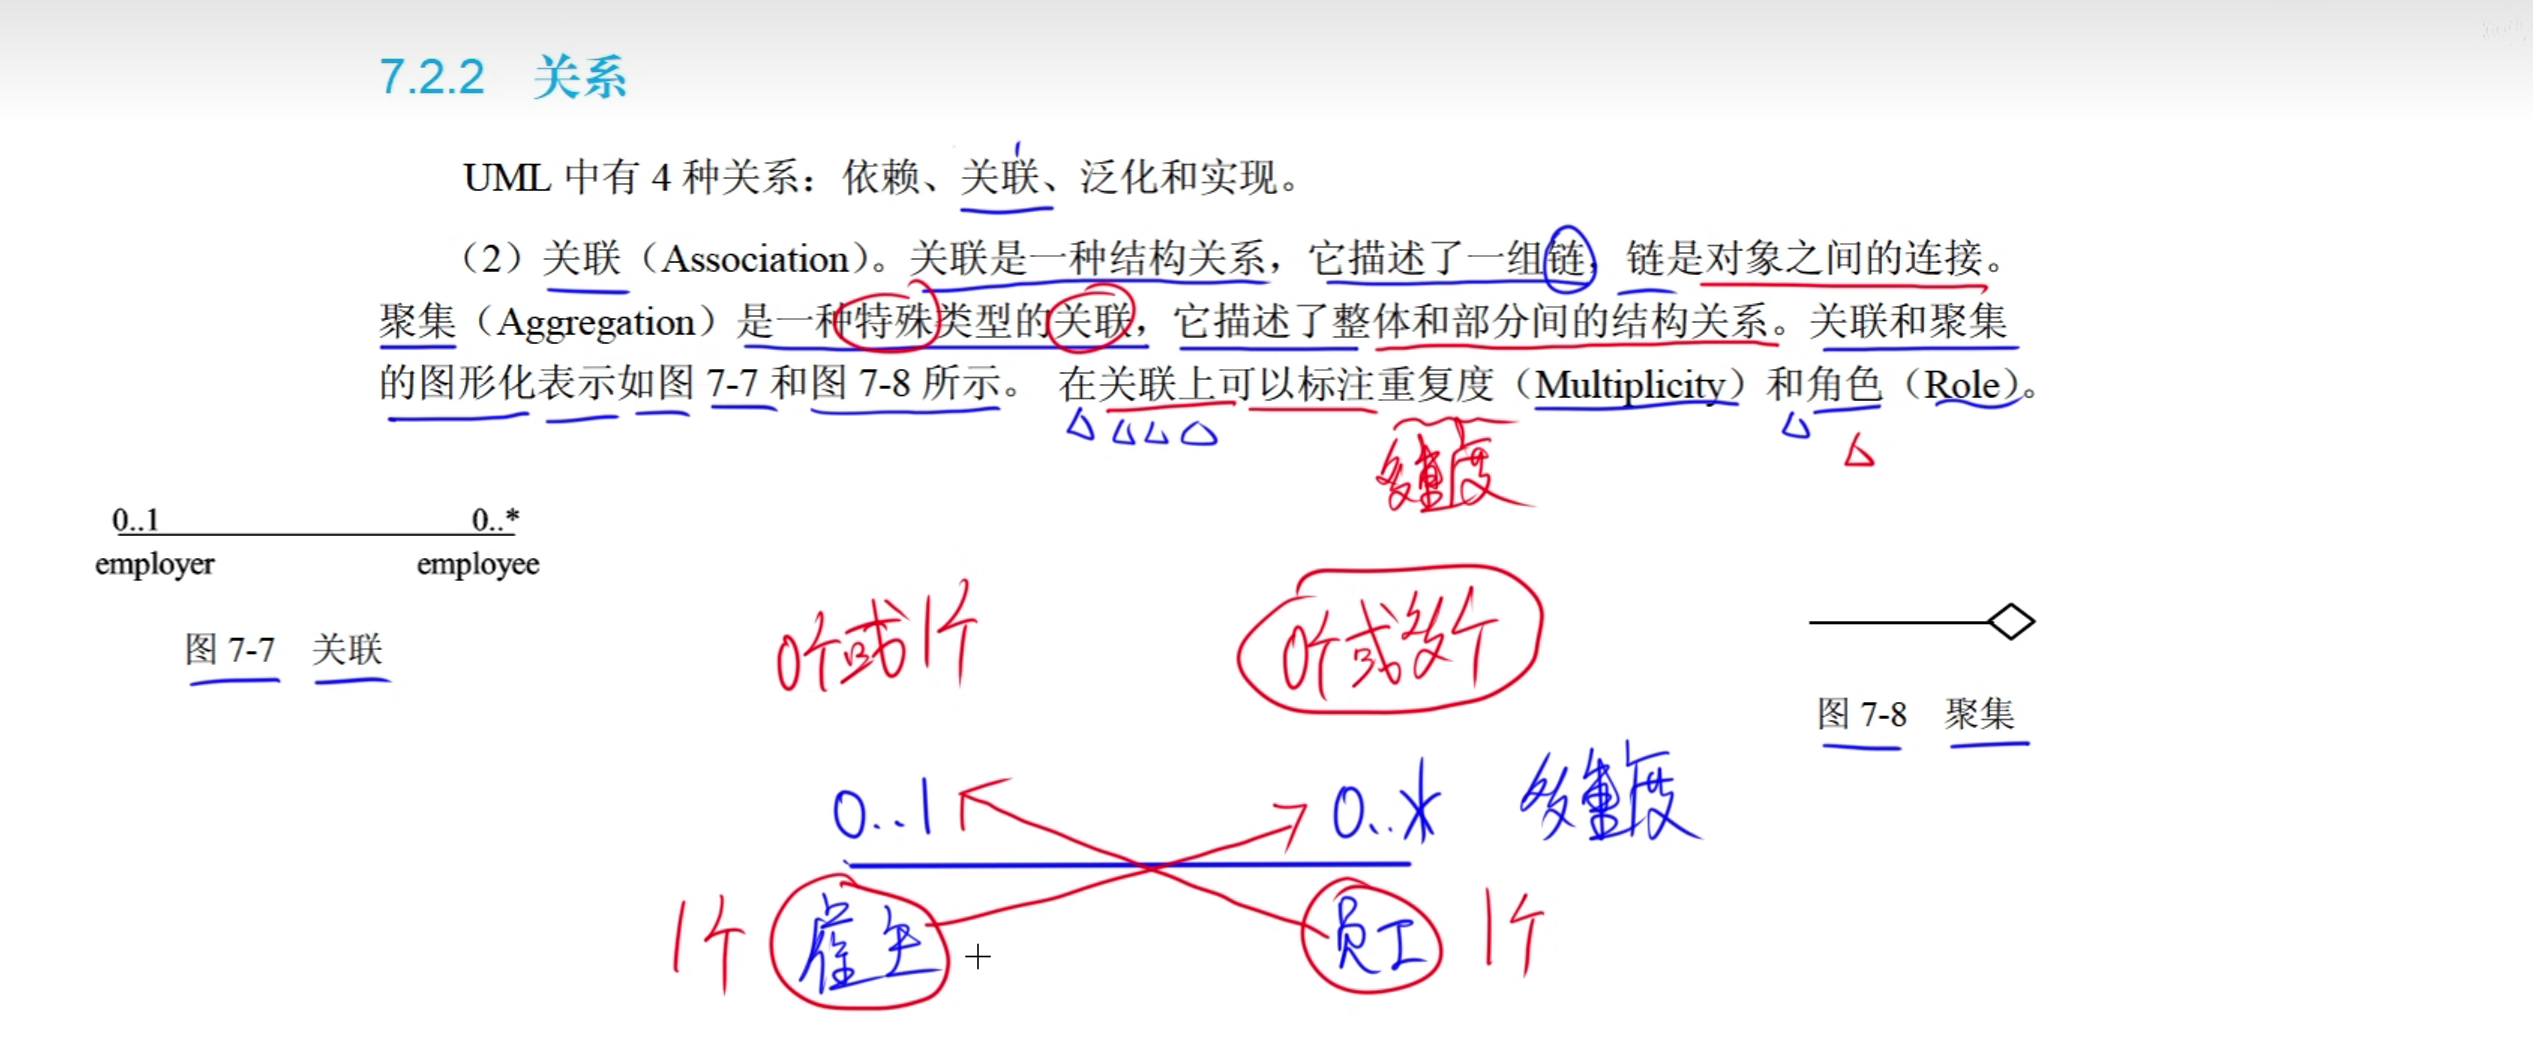 7.2.2 关系
UML 中有 4 种关系：依赖、关联、泛化和实现。
（2）关联（Association）。关联是一种结构关系，它描述了一组链，链是对象之间的连接。
聚集（Aggregation）是一种特殊类型的关联，它描述了整体和部分间的结构关系。关联和聚集
的图形化表示如图 7-7 和图 7-8 所示。 在关联上可以标注重复度（Multiplicity）和角色（Role）。
多重度
0..1 0..*
employer employee
图 7-7 关联
0个或1个 0个或多个
图 7-8 聚集
0..1 0..* 多重度
1个 雇主 员工 1个